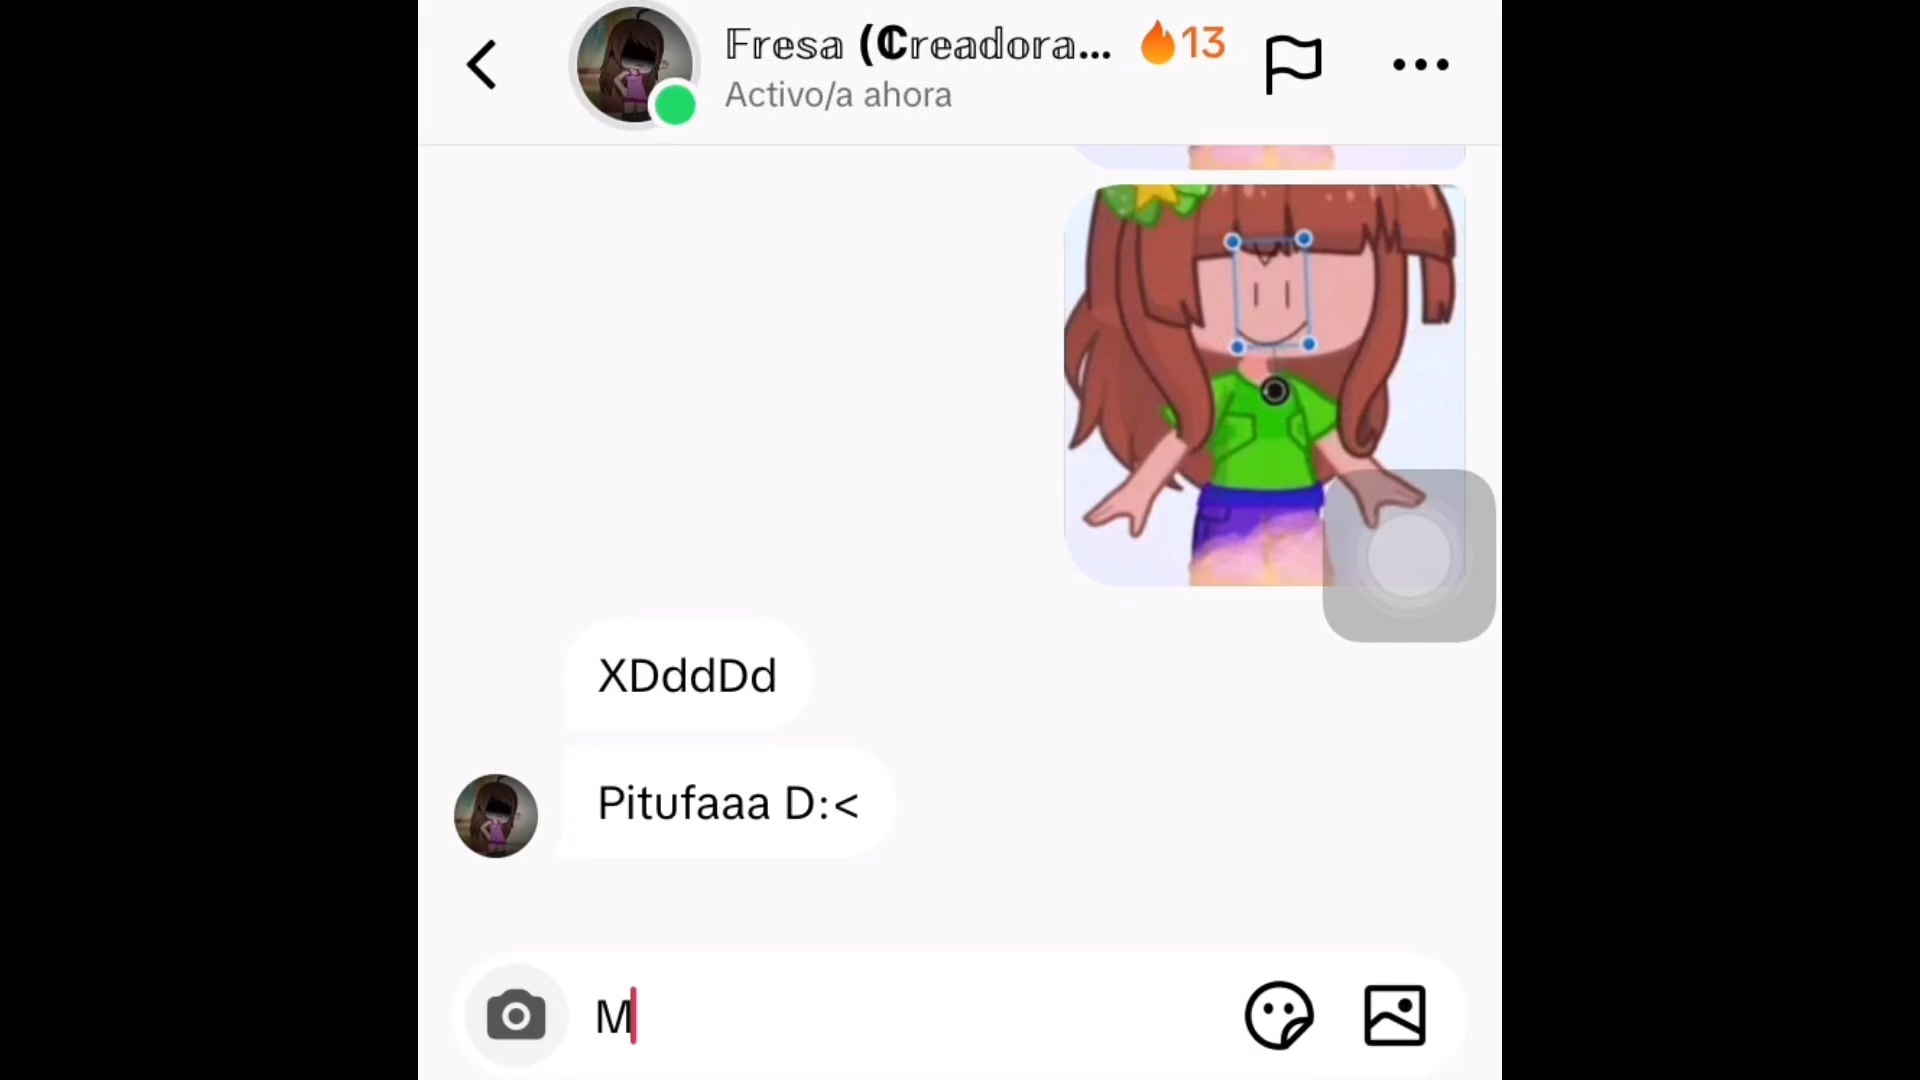 𝔽resa (ℂreadora... 🔥13
Activo/a ahora
XDddDd
Pitufaaa D:<
M